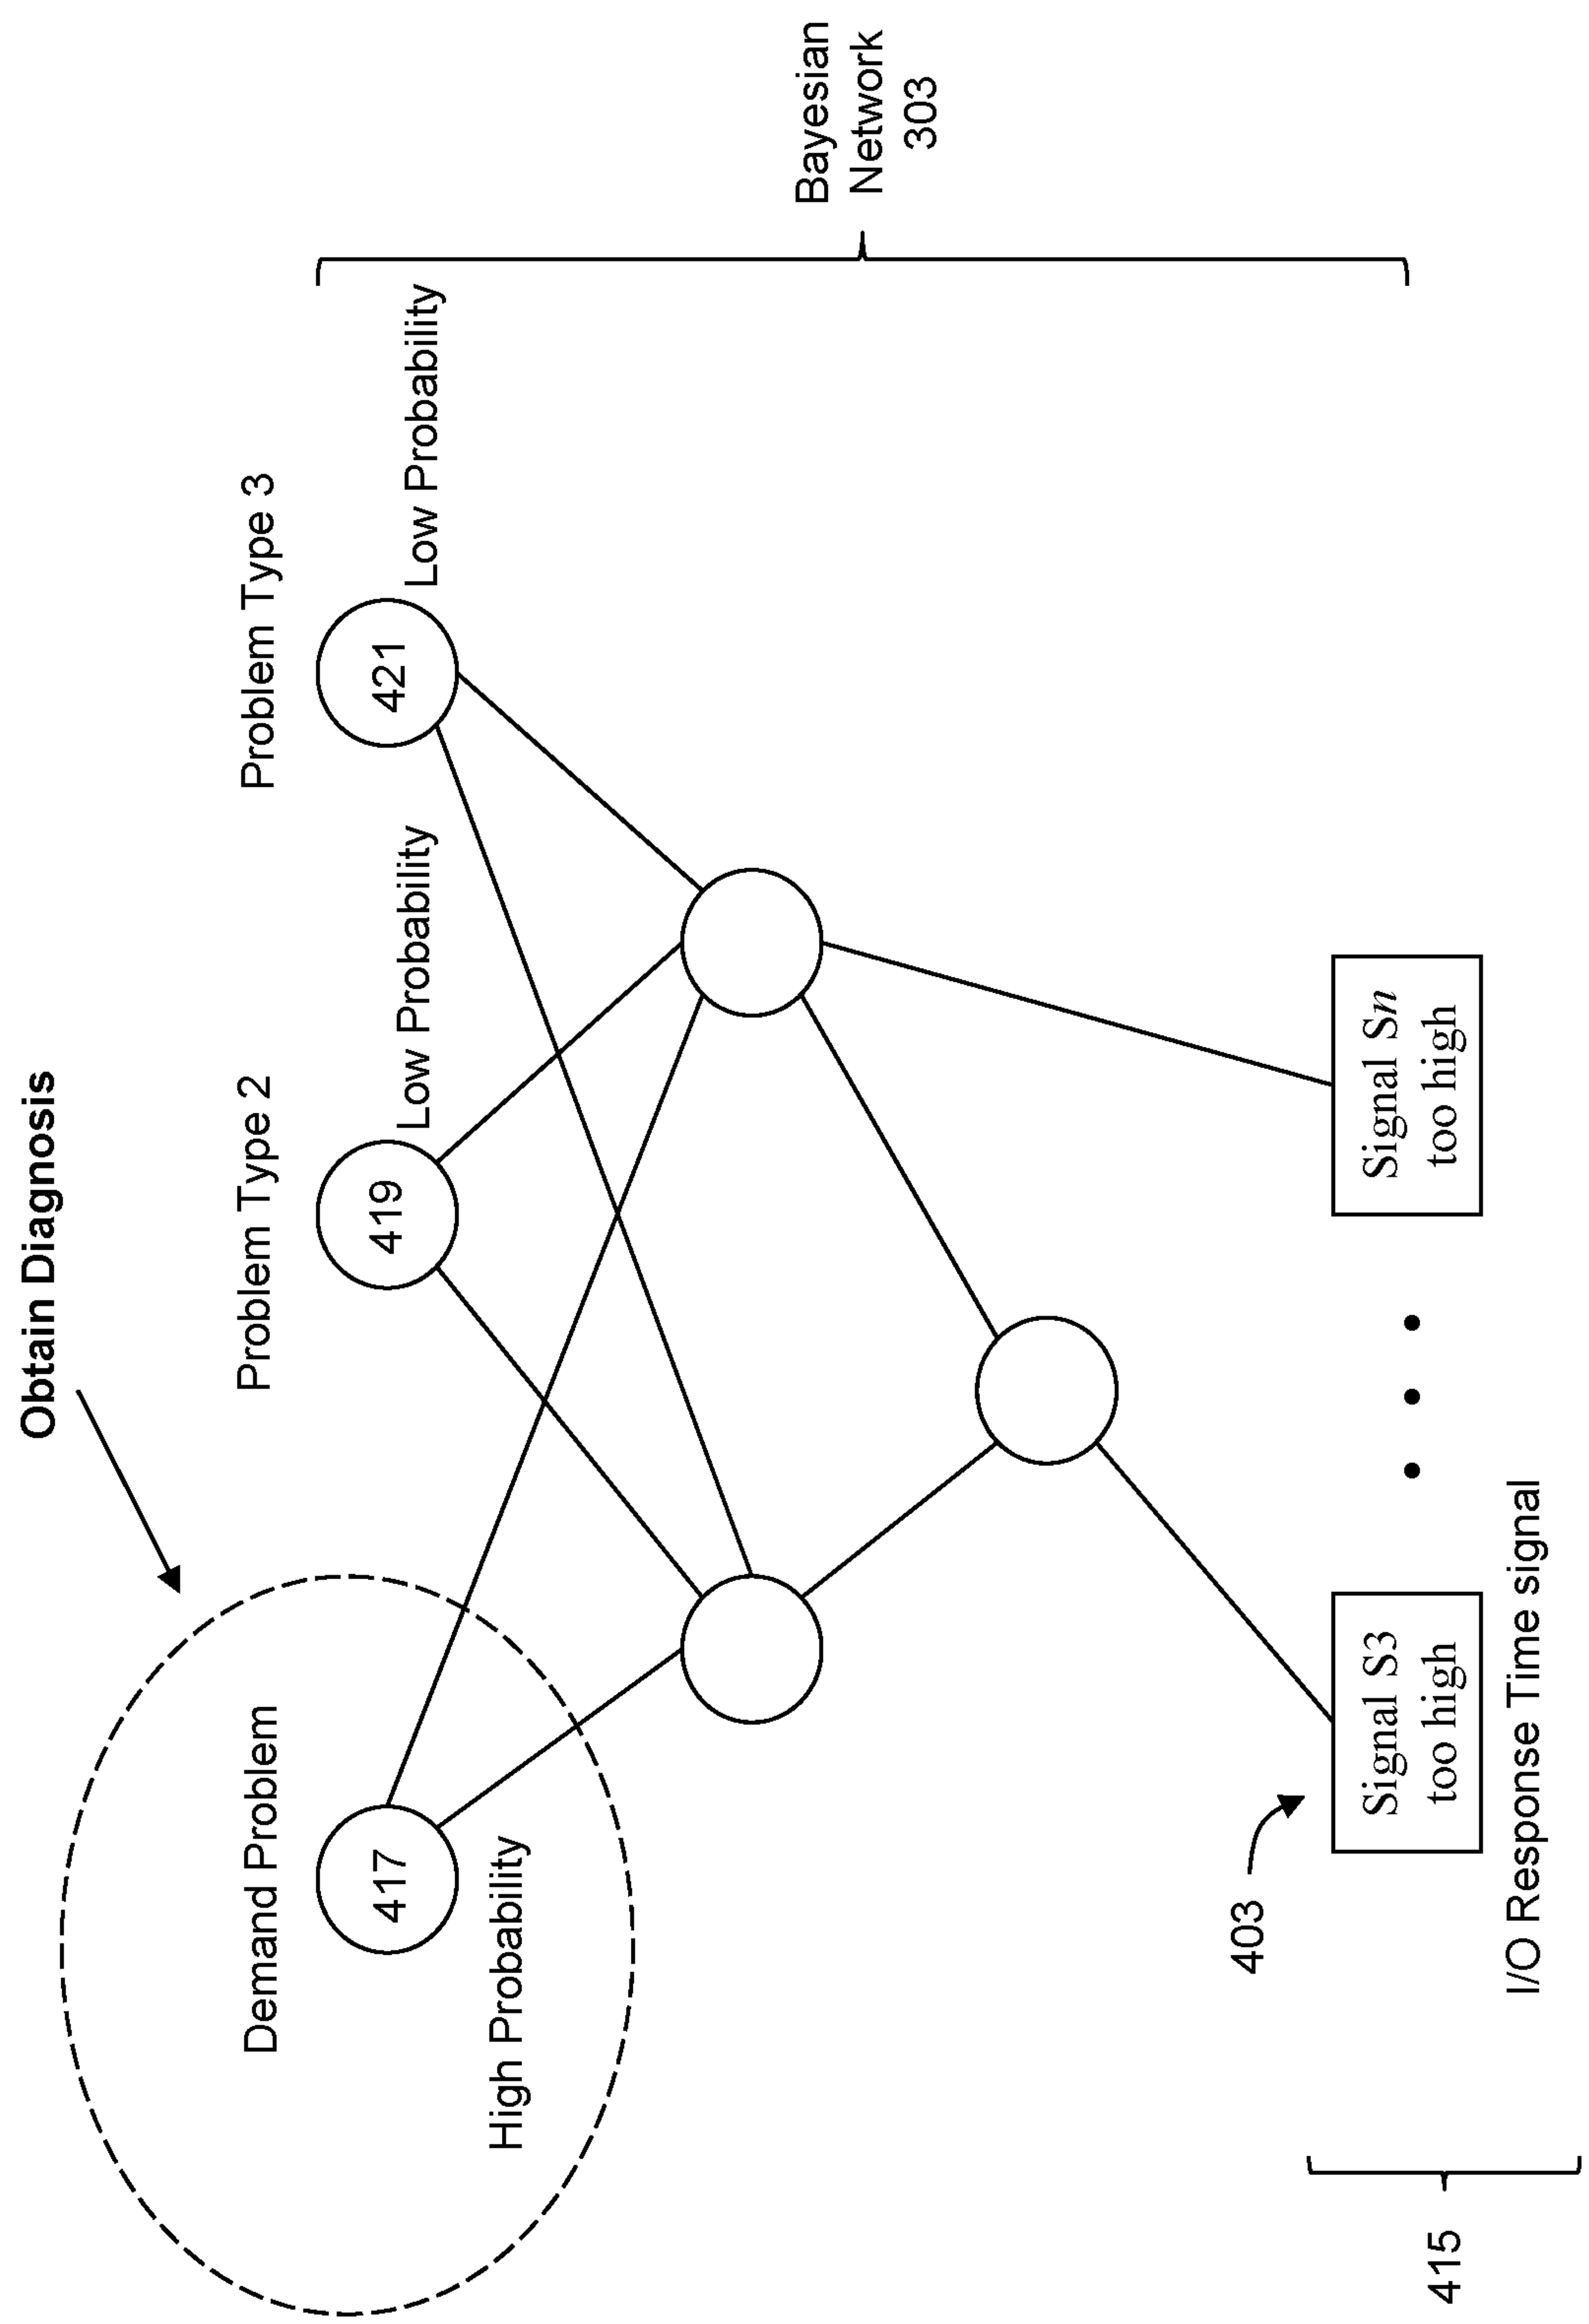 Obtain Diagnosis
Demand Problem
Problem Type 2
Problem Type 3
417
419
421
High Probability
Low Probability
Low Probability
Bayesian
Network
303
403
Signal S3
too high
Signal Sn
too high
I/O Response Time signal
415